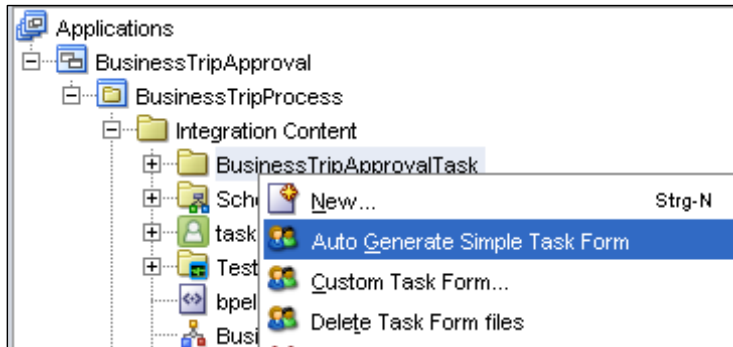 Applications
BusinessTripApproval
BusinessTripProcess
Integration Content
BusinessTripApprovalTask
Sch
New... Strg-N
task
Auto Generate Simple Task Form
Test
Custom Task Form...
bpel
Delete Task Form files
Busi